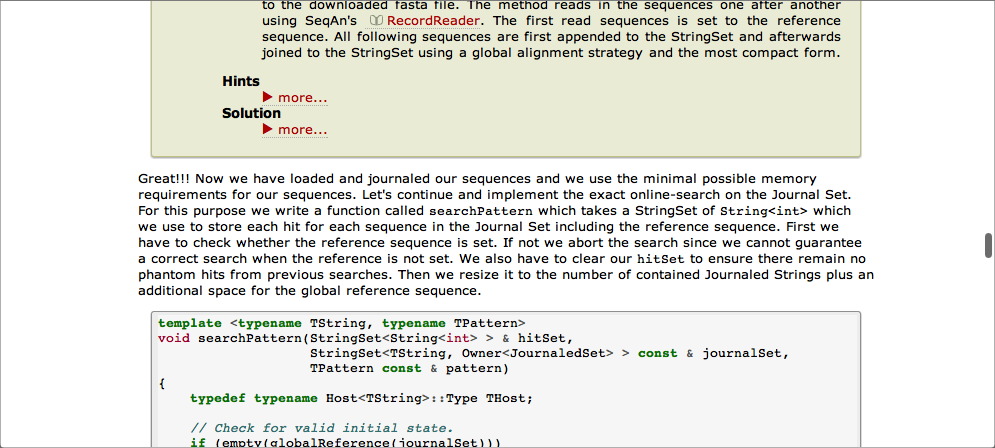 to the downloaded fasta file. The method reads in the sequences one after another
using SeqAn's RecordReader. The first read sequences is set to the reference
sequence. All following sequences are first appended to the StringSet and afterwards
joined to the StringSet using a global alignment strategy and the most compact form.
Hints
more...
Solution
more...
Great!!! Now we have loaded and journaled our sequences and we use the minimal possible memory
requirements for our sequences. Let's continue and implement the exact online-search on the Journal Set.
For this purpose we write a function called searchPattern which takes a StringSet of String<int> which
we use to store each hit for each sequence in the Journal Set including the reference sequence. First we
have to check whether the reference sequence is set. If not we abort the search since we cannot guarantee
a correct search when the reference is not set. We also have to clear our hitSet to ensure there remain no
phantom hits from previous searches. Then we resize it to the number of contained Journaled Strings plus an
additional space for the global reference sequence.
template <typename TString, typename TPattern>
void searchPattern(StringSet<String<int> > & hitSet,
StringSet<TString, Owner<JournaledSet> > const & journalSet,
TPattern const & pattern)
{
typedef typename Host<TString>::Type THost;
// Check for valid initial state.
if (empty(globalReference(journalSet)))